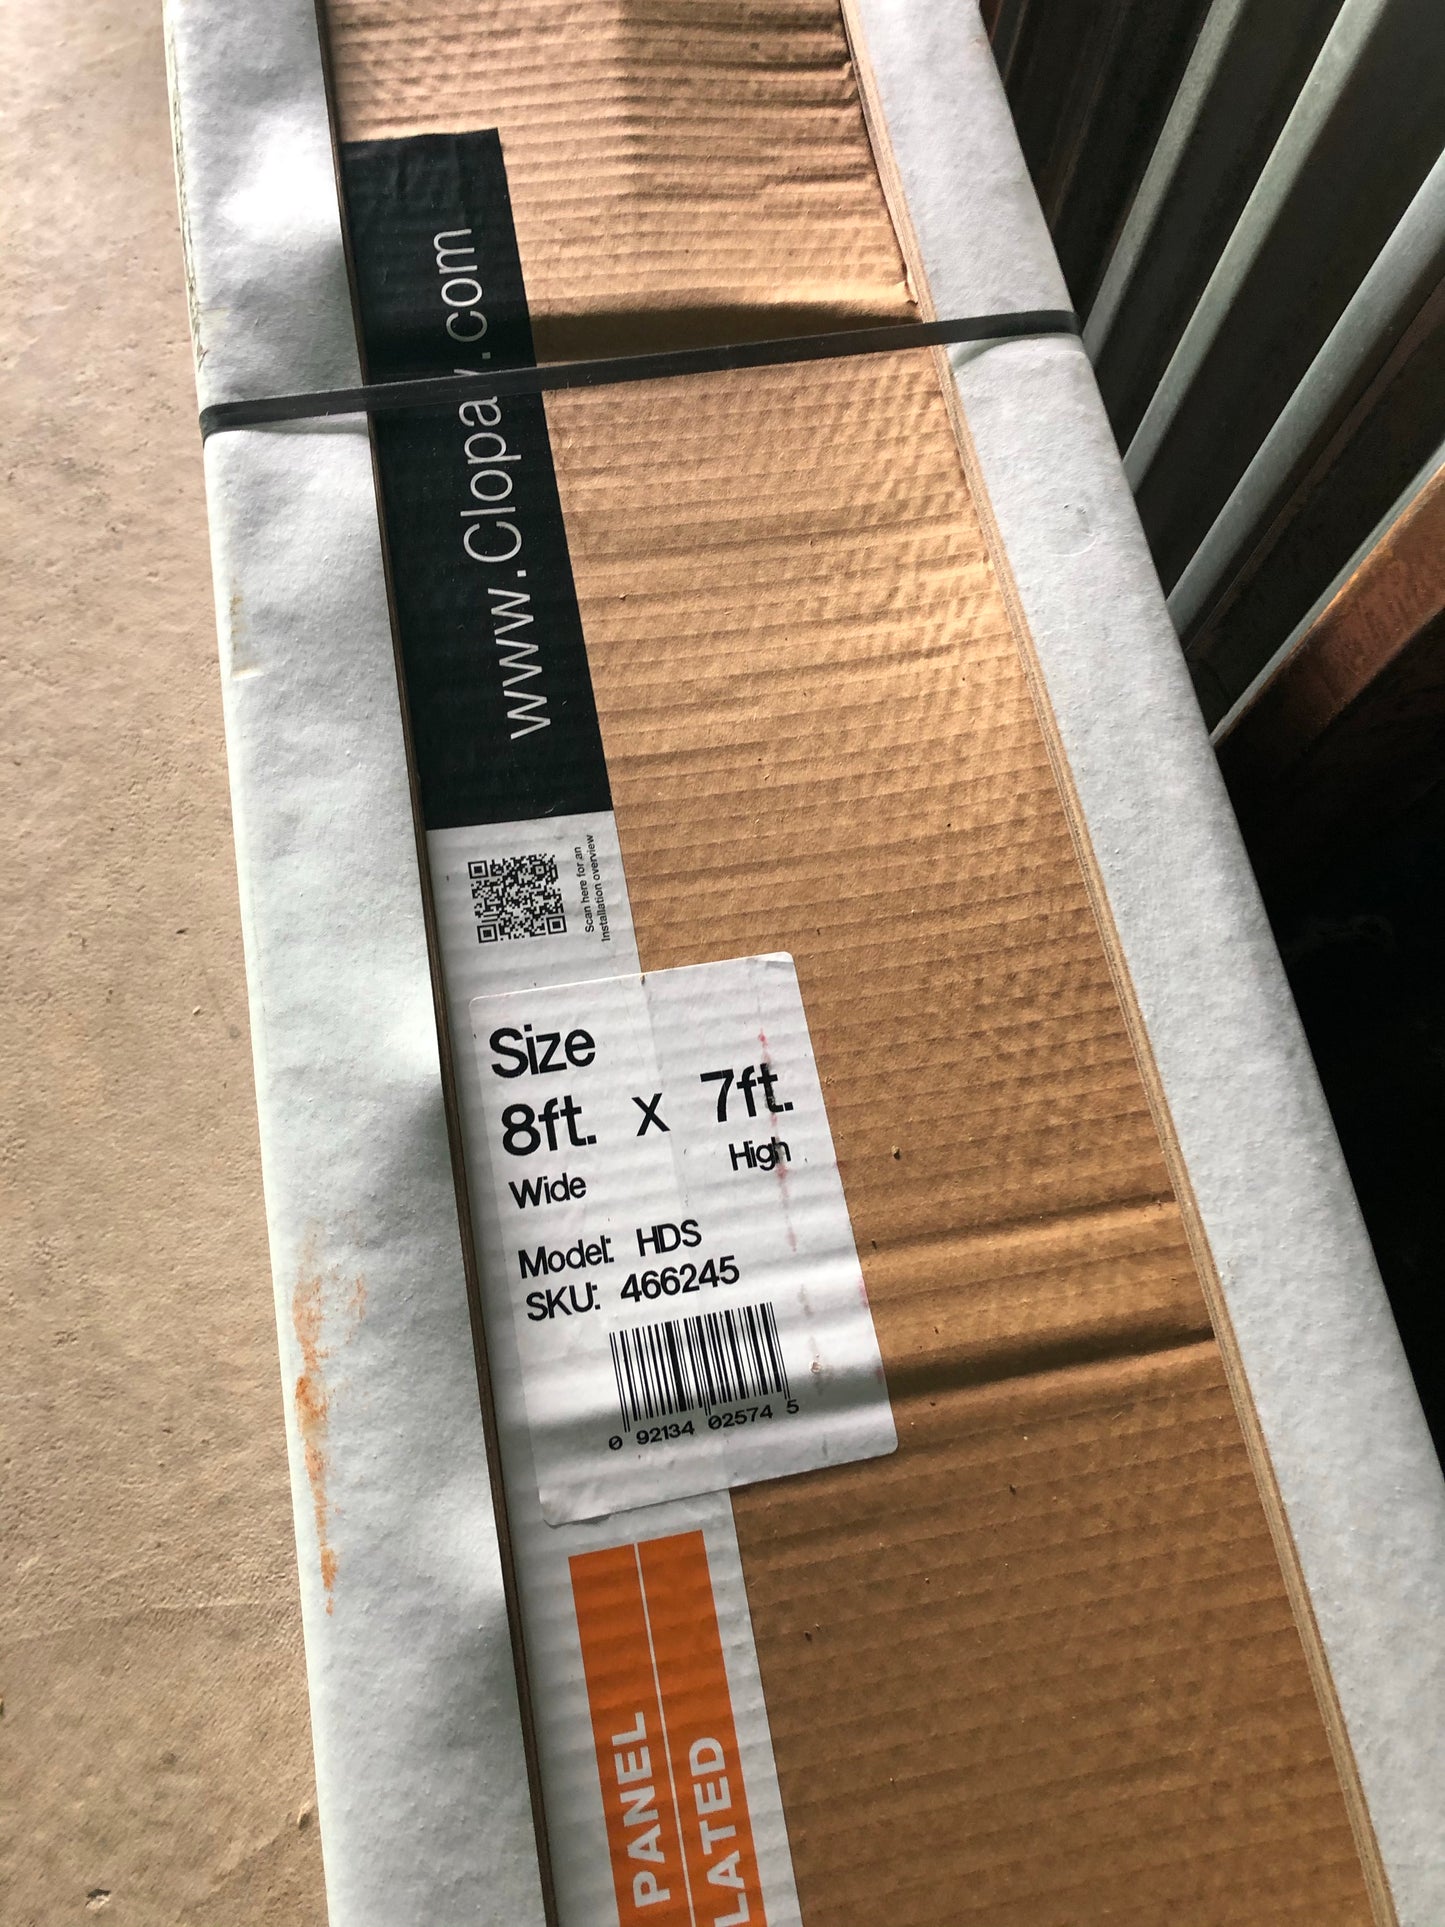 www.Clopay.com
Scan here for an
Installation overview
Size
8ft. x 7ft.
Wide High
Model: HDS
SKU: 466245
0 92134 02574 5
PANEL